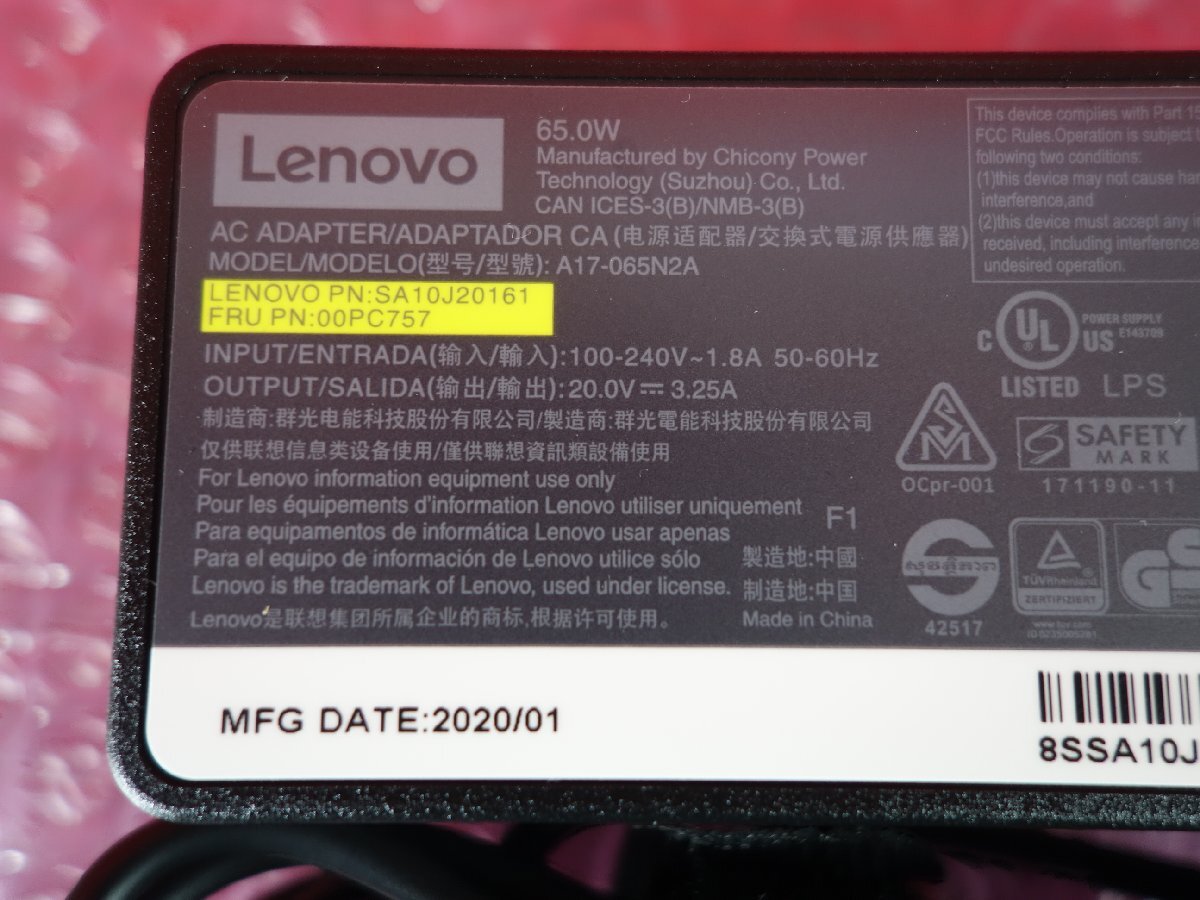 Lenovo
65.0W
Manufactured by Chicony Power
Technology (Suzhou) Co., Ltd.
CAN ICES-3(B)/NMB-3(B)
AC ADAPTER/ADAPTADOR CA (电源适配器/交換式電源供應器)
MODEL/MODELO(型号/型號): A17-065N2A
LENOVO PN:SA10J20161
FRU PN:00PC757
INPUT/ENTRADA(输入/輸入):100-240V~1.8A 50-60Hz
OUTPUT/SALIDA(输出/輸出):20.0V⎓3.25A
制造商:群光电能科技股份有限公司/製造商:群光電能科技股份有限公司
仅供联想信息类设备使用/僅供聯想資訊類設備使用
For Lenovo information equipment use only
Pour les équipements d'information Lenovo utiliser uniquement
Para equipamentos de informática Lenovo usar apenas
Para el equipo de información de Lenovo utilice sólo
Lenovo is the trademark of Lenovo, used under license.
Lenovo是联想集团所属企业的商标,根据许可使用。
F1
製造地:中國
制造地:中国
Made in China
This device complies with Part 15
FCC Rules.Operation is subject
following two conditions:
(1)this device may not cause har
interference,and
(2)this device must accept any
received, including interference
undesired operation.
C UL US
POWER SUPPLY
E143709
LISTED LPS
OCpr-001
S SAFETY
MARK
171190-11
42517
TÜVRheinland
ZERTIFIZIERT
www.tuv.com
GS
MFG DATE:2020/01
8SSA10J